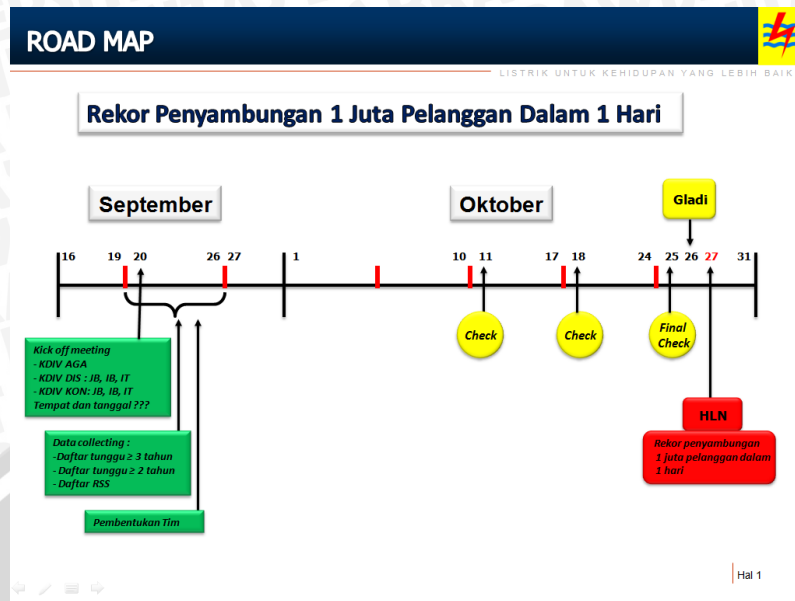 ROAD MAP
LISTRIK UNTUK KEHIDUPAN YANG LEBIH BAIK
Rekor Penyambungan 1 Juta Pelanggan Dalam 1 Hari
September
Oktober
Gladi
16 19 20 26 27 1 10 11 17 18 24 25 26 27 31
Check
Check
Final
Check
Kick off meeting
- KDIV AGA
- KDIV DIS : JB, IB, IT
- KDIV KON: JB, IB, IT
Tempat dan tanggal ???
HLN
Rekor penyambungan
1 juta pelanggan dalam
1 hari
Data collecting :
-Daftar tunggu ≥ 3 tahun
- Daftar tunggu ≥ 2 tahun
- Daftar RSS
Pembentukan Tim
Hal 1